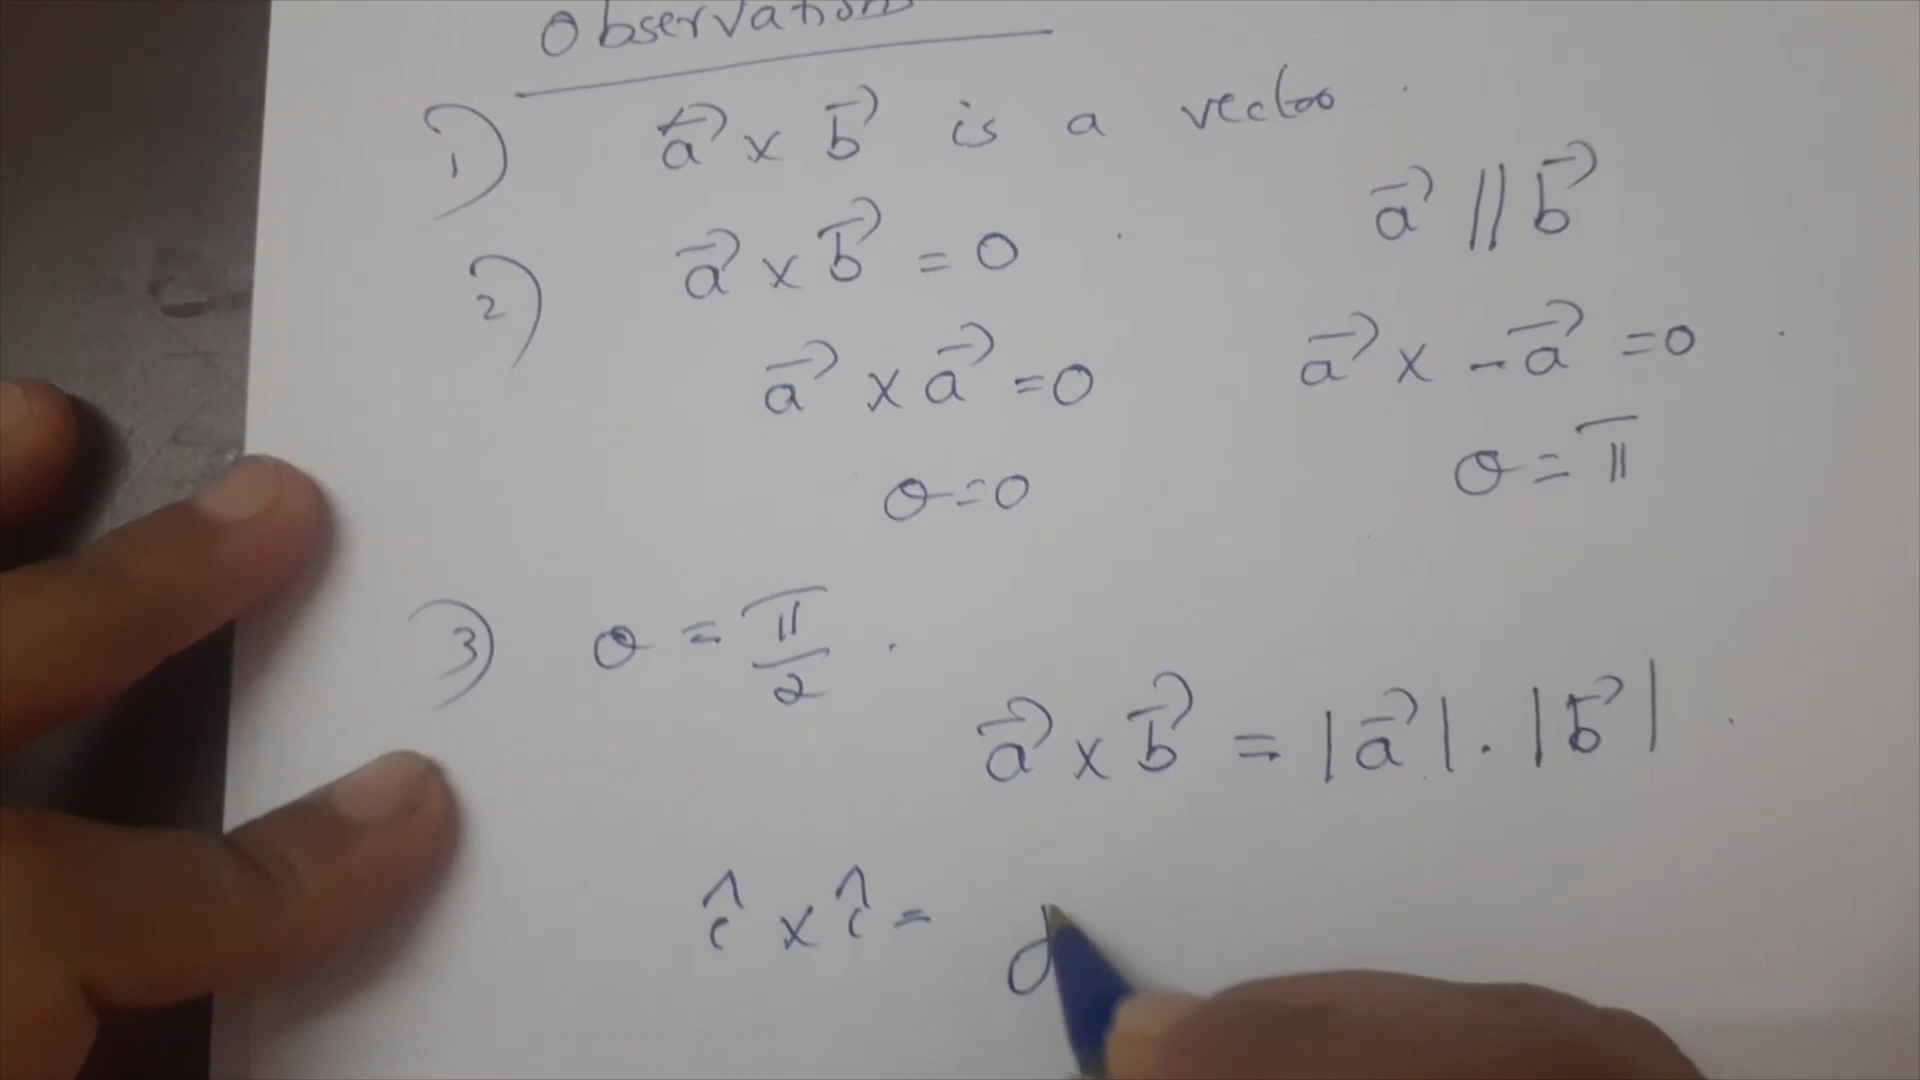 Observations
1) a⃗ × b⃗ is a vector
2) a⃗ × b⃗ = 0 a⃗ || b⃗
a⃗ × a⃗ = 0 a⃗ × -a⃗ = 0
θ = 0 θ = π
3) θ = π/2
a⃗ × b⃗ = |a⃗| . |b⃗|
î × î =